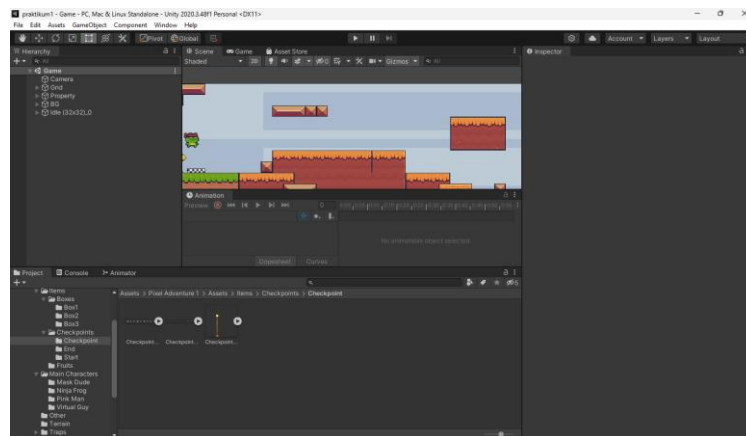 praktikum1 - Game - PC, Mac & Linux Standalone - Unity 2020.3.48f1 Personal <DX11>
File Edit Assets GameObject Component Window Help
Pivot Global Account Layers Layout
Hierarchy Scene Game Asset Store Inspector
All Shaded 2D Gizmos All
Game
Camera
Grid
Property
BG
Idle (32x32)_0
Animation
Preview 0
No animatable object selected.
Dopesheet Curves
Project Console Animator
Items
Assets > Pixel Adventure 1 > Assets > Items > Checkpoints > Checkpoint
Boxes
Box1
Box2
Box3
Checkpoints
Checkpoint
Checkpoint... Checkpoint... Checkpoint...
End
Start
Fruits
Main Characters
Mask Dude
Ninja Frog
Pink Man
Virtual Guy
Other
Terrain
Traps